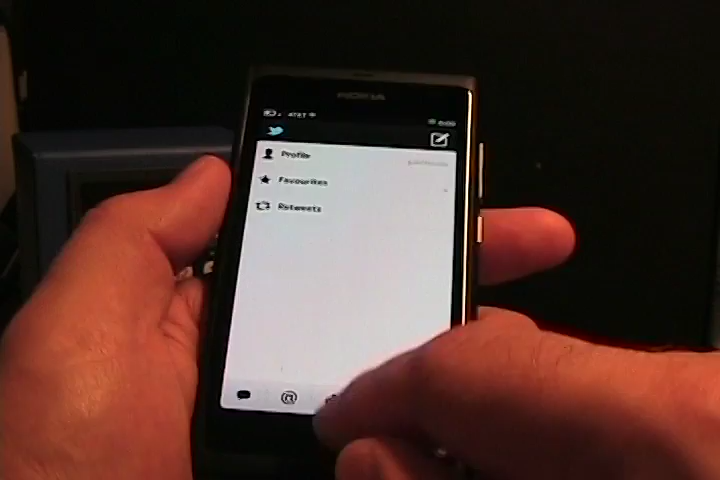 NOKIA
AT&T
Profile
Favourites
Retweets
@